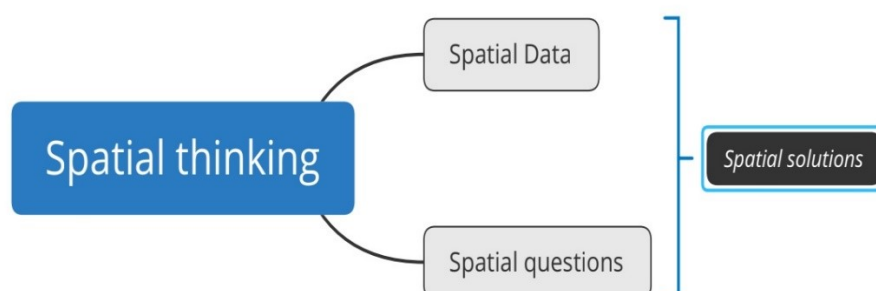 Spatial thinking
Spatial Data
Spatial questions
Spatial solutions